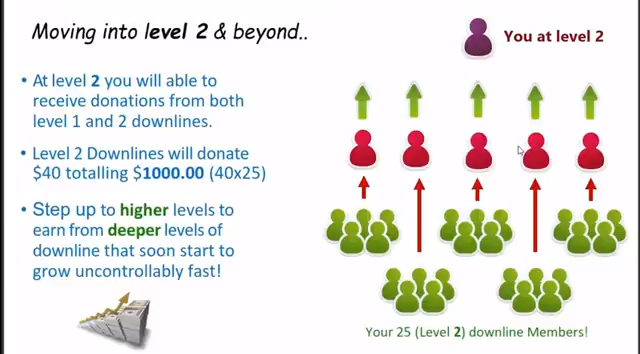 Moving into level 2 & beyond..
You at level 2
• At level 2 you will able to
receive donations from both
level 1 and 2 downlines.
• Level 2 Downlines will donate
$40 totalling $1000.00 (40x25)
• Step up to higher levels to
earn from deeper levels of
downline that soon start to
grow uncontrollably fast!
Your 25 (Level 2) downline Members!